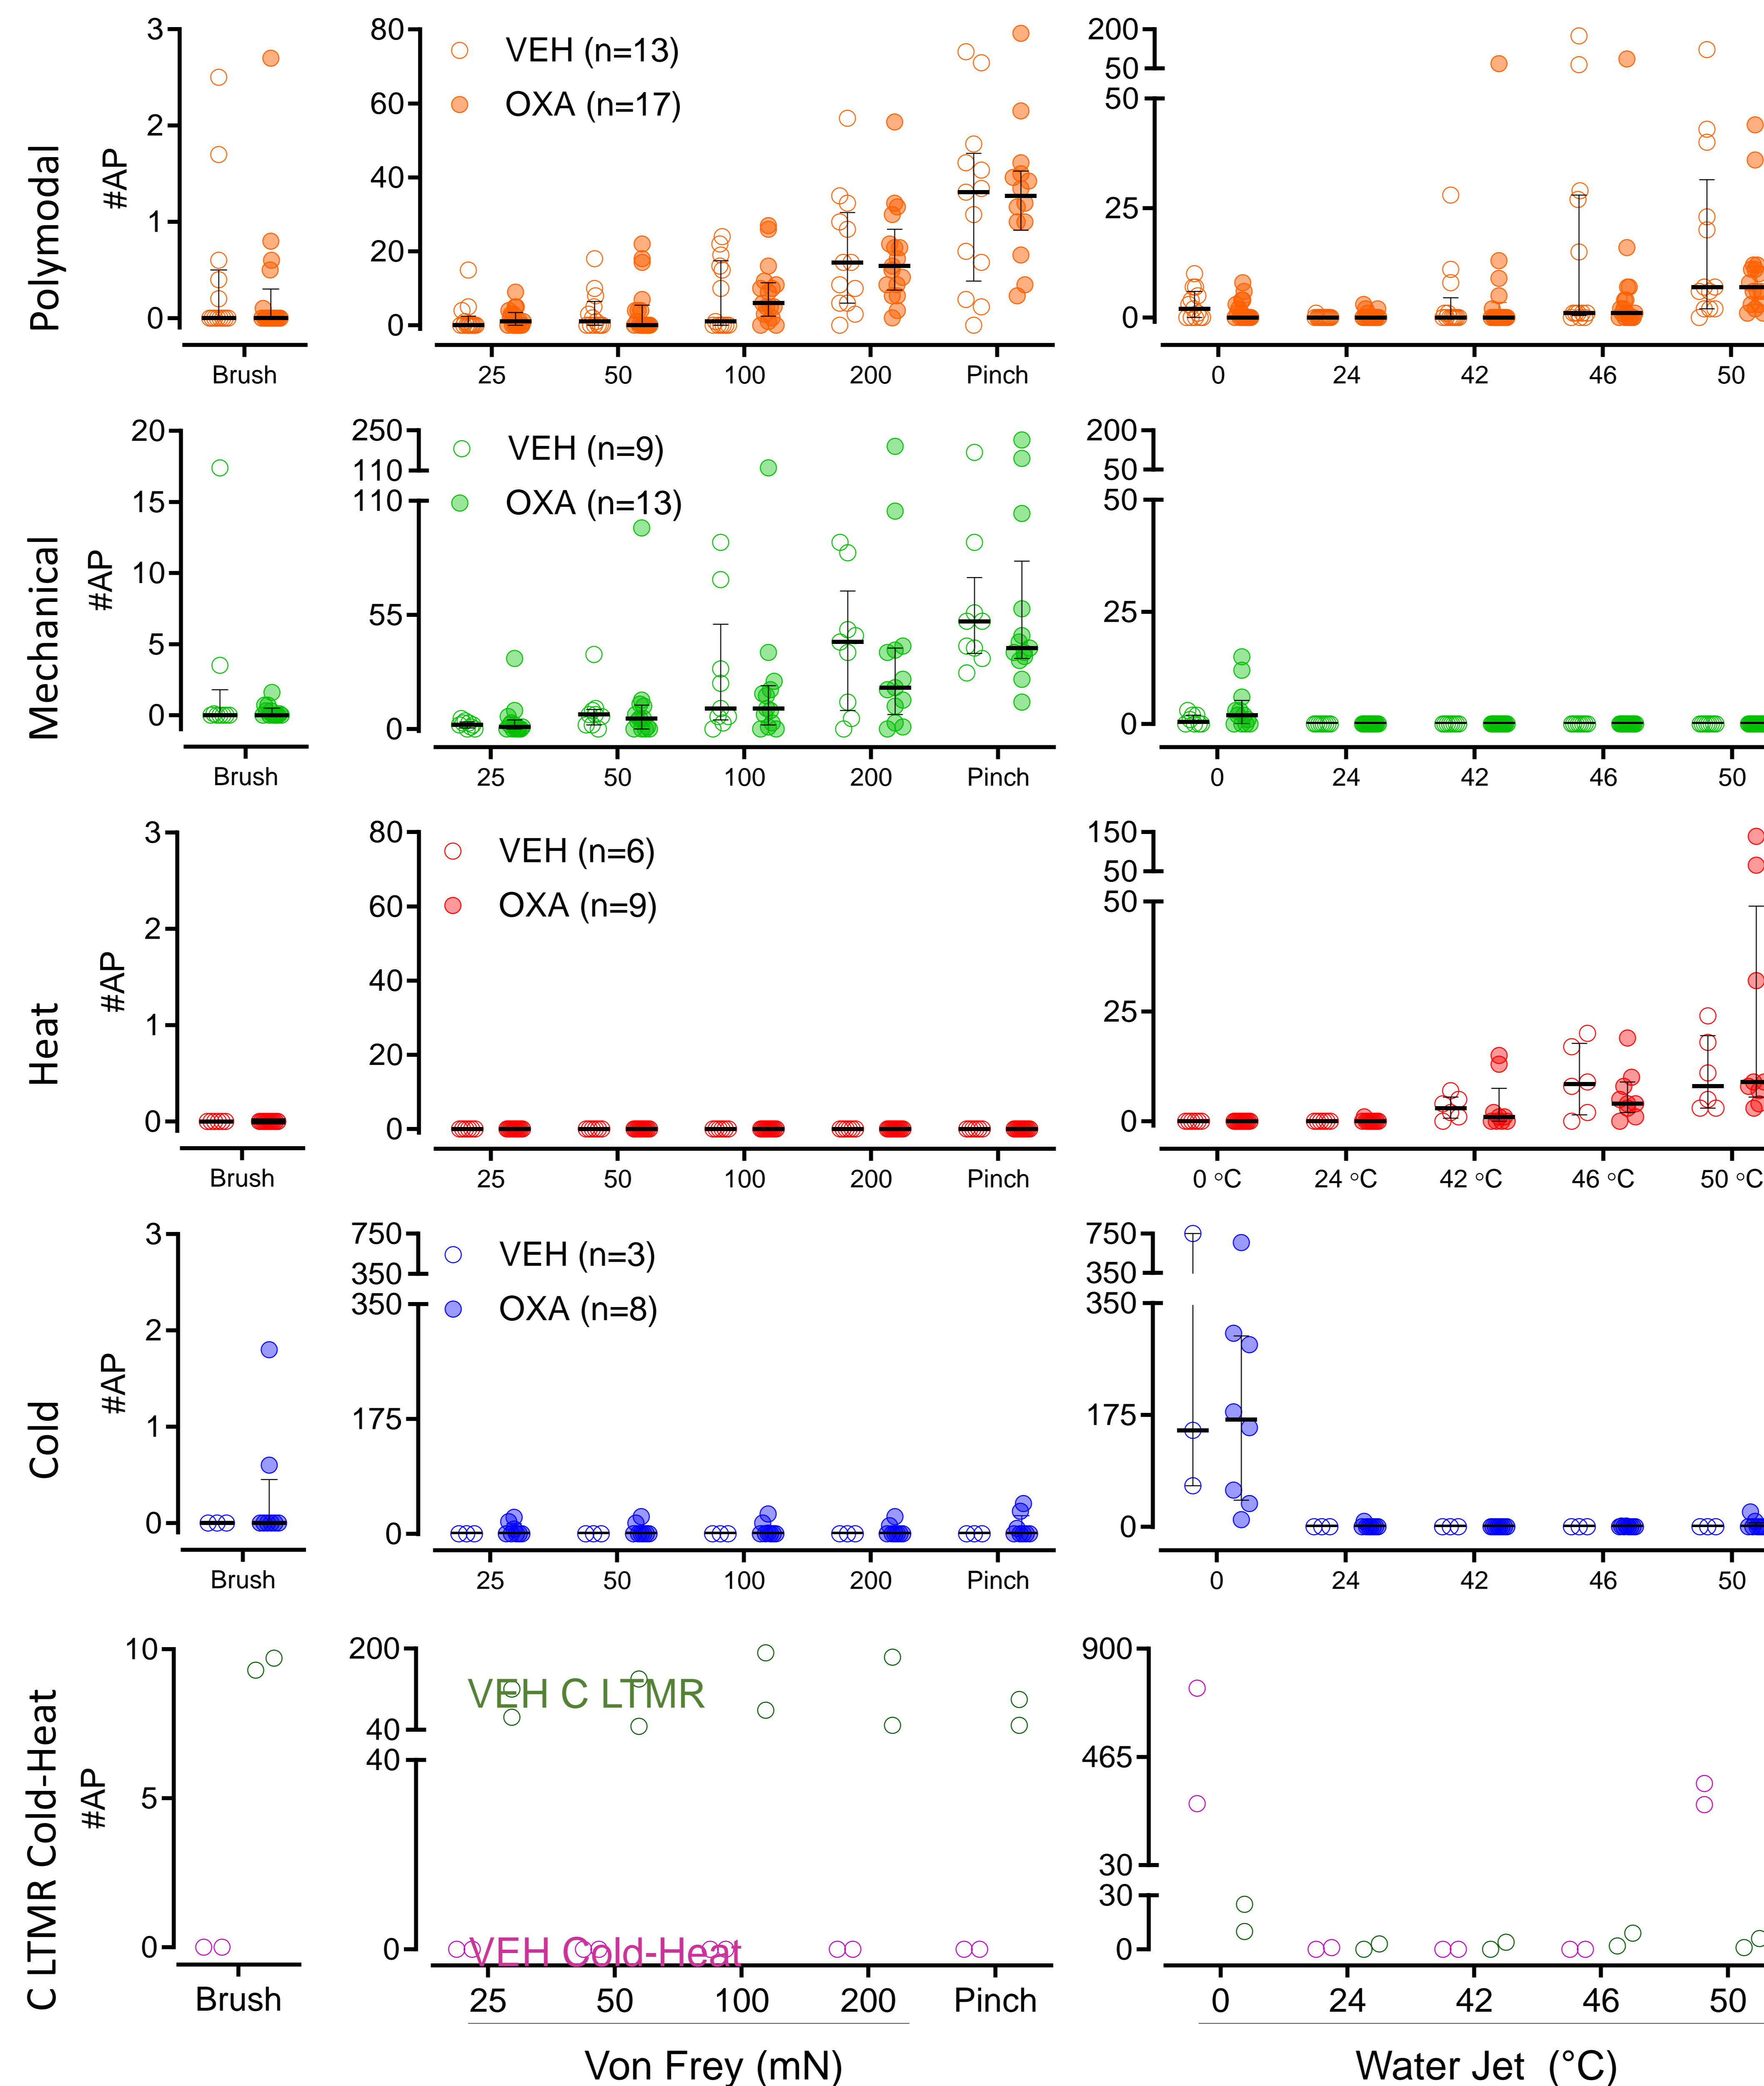 Polymodal
#AP
3
2
1
0
Brush
80
60
40
20
0
VEH (n=13)
OXA (n=17)
25 50 100 200 Pinch
200
50
50
25
0
0 24 42 46 50
Mechanical
#AP
20
15
10
5
0
Brush
250
110
110
55
0
VEH (n=9)
OXA (n=13)
25 50 100 200 Pinch
200
50
50
25
0
0 24 42 46 50
Heat
#AP
3
2
1
0
Brush
80
60
40
20
0
VEH (n=6)
OXA (n=9)
25 50 100 200 Pinch
150
50
50
25
0
0 °C 24 °C 42 °C 46 °C 50 °C
Cold
#AP
3
2
1
0
Brush
750
350
350
175
0
VEH (n=3)
OXA (n=8)
25 50 100 200 Pinch
750
350
350
175
0
0 24 42 46 50
C LTMR Cold-Heat
#AP
10
5
0
Brush
200
40
40
0
VEH C LTMR
VEH Cold-Heat
25 50 100 200 Pinch
Von Frey (mN)
900
465
30
30
0
0 24 42 46 50
Water Jet (°C)